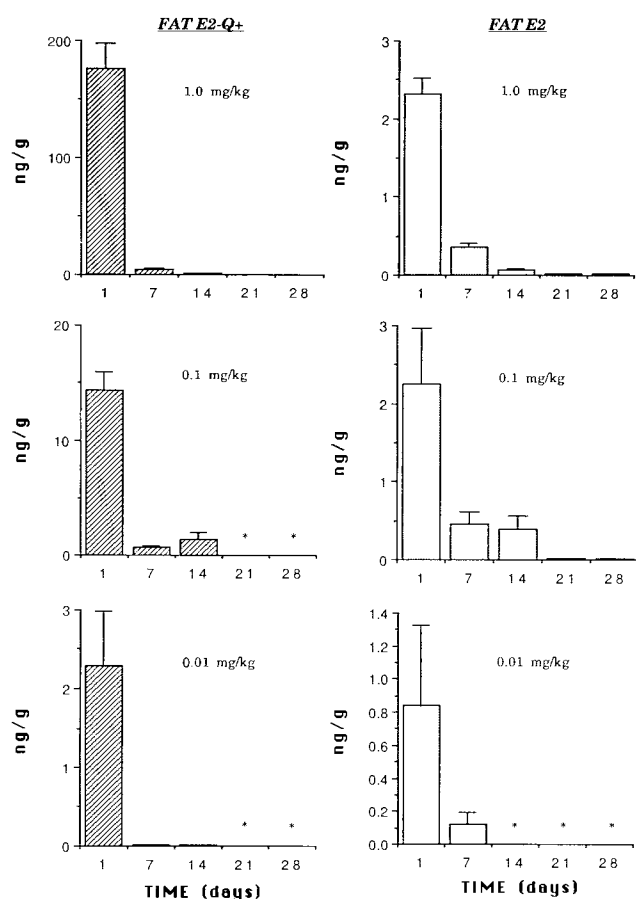 FAT E2-Q+
FAT E2
200
100
0
ng/g
1.0 mg/kg
1 7 14 21 28
3
2
1
0
ng/g
1.0 mg/kg
1 7 14 21 28
20
10
0
ng/g
0.1 mg/kg
* *
1 7 14 21 28
3
2
1
0
ng/g
0.1 mg/kg
1 7 14 21 28
3
2
1
0
ng/g
0.01 mg/kg
* *
1 7 14 21 28
TIME (days)
1.4
1.2
1.0
0.8
0.6
0.4
0.2
0.0
ng/g
0.01 mg/kg
* * *
1 7 14 21 28
TIME (days)